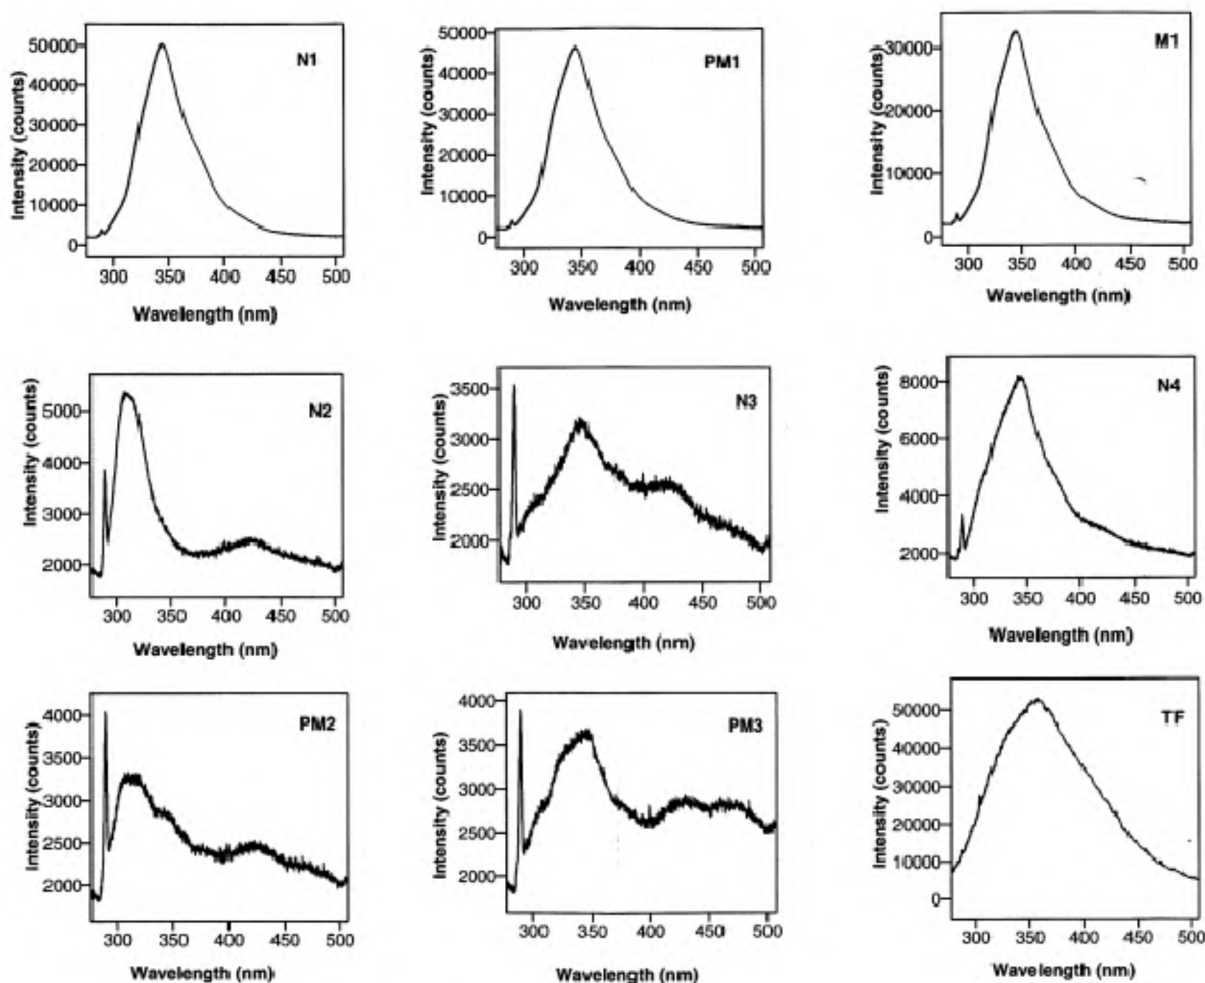 N1
Intensity (counts)
50000
40000
30000
20000
10000
0
300 350 400 450 500
Wavelength (nm)
PM1
Intensity (counts)
50000
40000
30000
20000
10000
0
300 350 400 450 500
Wavelength (nm)
M1
Intensity (counts)
30000
20000
10000
0
300 350 400 450 500
Wavelength (nm)
N2
Intensity (counts)
5000
4000
3000
2000
300 350 400 450 500
Wavelength (nm)
N3
Intensity (counts)
3500
3000
2500
2000
300 350 400 450 500
Wavelength (nm)
N4
Intensity (counts)
8000
6000
4000
2000
300 350 400 450 500
Wavelength (nm)
PM2
Intensity (counts)
4000
3500
3000
2500
2000
300 350 400 450 500
Wavelength (nm)
PM3
Intensity (counts)
4000
3500
3000
2500
2000
300 350 400 450 500
Wavelength (nm)
TF
Intensity (counts)
50000
40000
30000
20000
10000
0
300 350 400 450 500
Wavelength (nm)